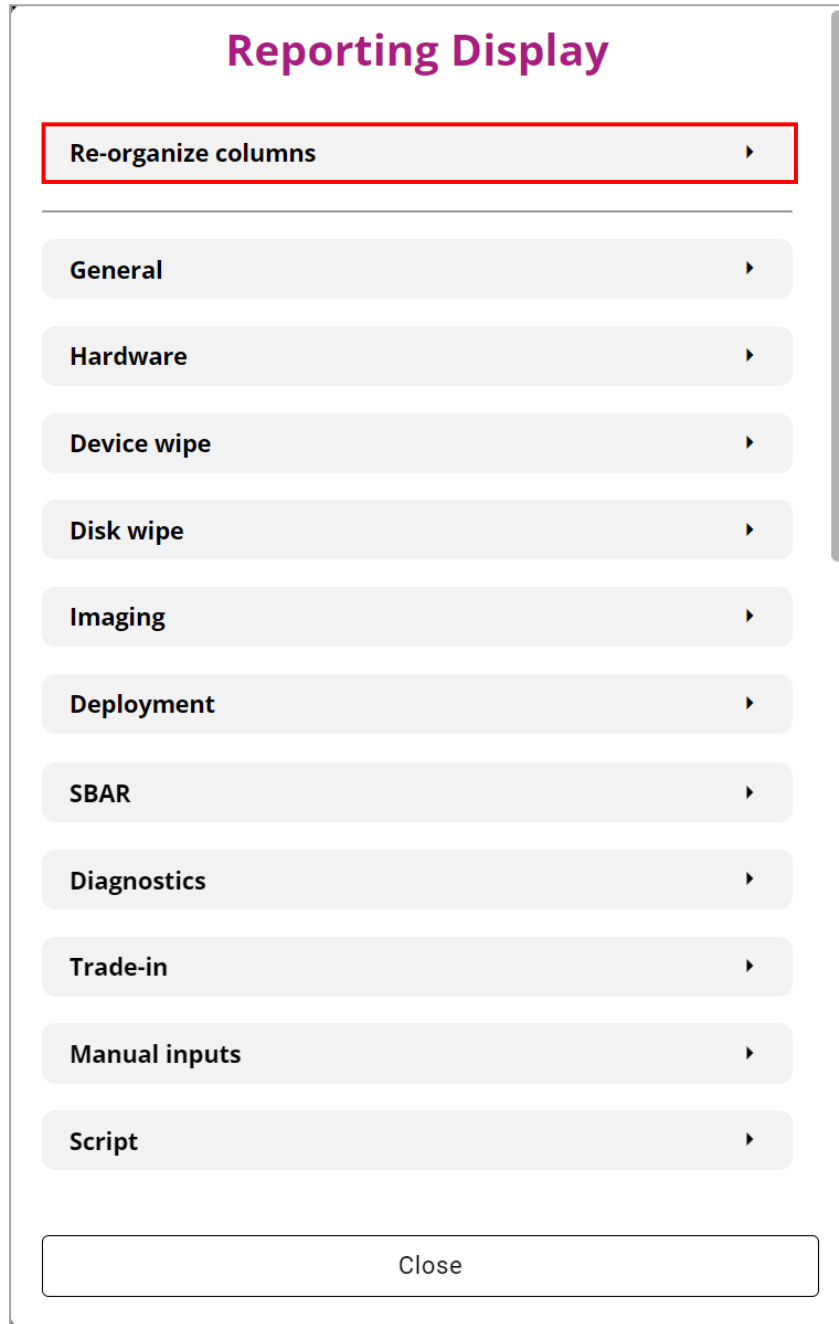 Reporting Display
Re-organize columns
General
Hardware
Device wipe
Disk wipe
Imaging
Deployment
SBAR
Diagnostics
Trade-in
Manual inputs
Script
Close